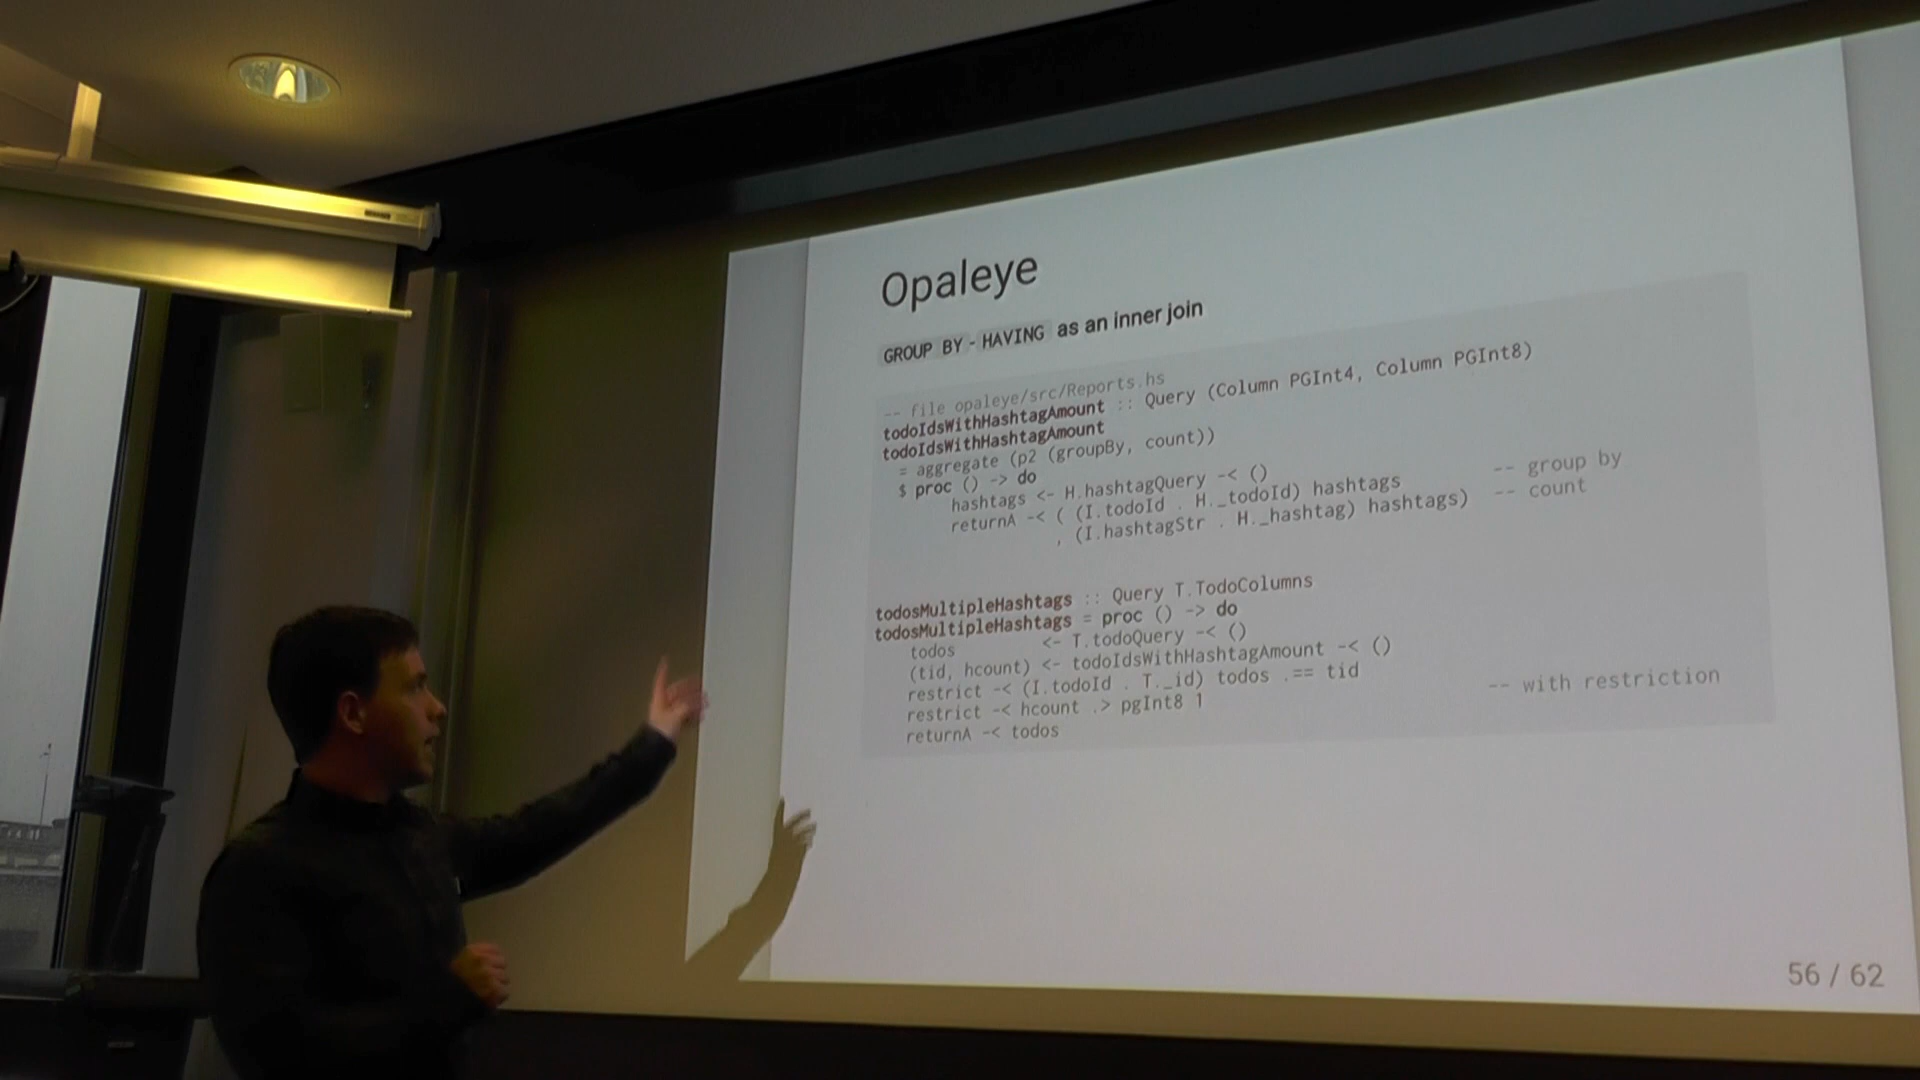 Opaleye
GROUP BY - HAVING as an inner join
-- file opaleye/src/Reports.hs
todoIdsWithHashtagAmount :: Query (Column PGInt4, Column PGInt8)
todoIdsWithHashtagAmount
= aggregate (p2 (groupBy, count))
$ proc () -> do
hashtags <- H.hashtagQuery -< ()
returnA -< ( (I.todoId . H._todoId) hashtags -- group by
, (I.hashtagStr . H._hashtag) hashtags) -- count
todosMultipleHashtags :: Query T.TodoColumns
todosMultipleHashtags = proc () -> do
todos <- T.todoQuery -< ()
(tid, hcount) <- todoIdsWithHashtagAmount -< ()
restrict -< (I.todoId . T._id) todos .== tid
restrict -< hcount .> pgInt8 1 -- with restriction
returnA -< todos
56 / 62